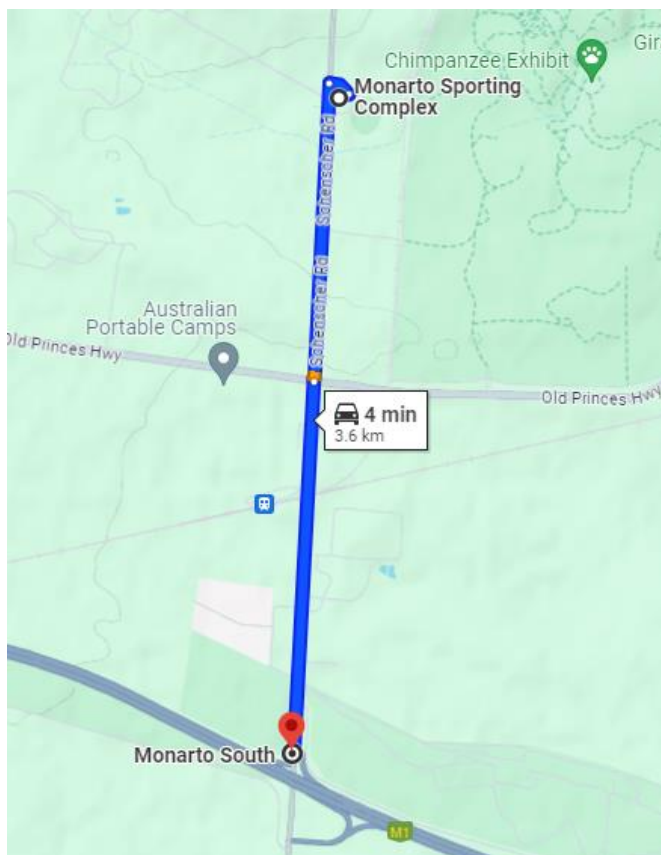 Chimpanzee Exhibit
Gir
Monarto Sporting
Complex
Schenscher Rd
Schenscher Rd
Australian
Portable Camps
Old Princes Hwy
Old Princes Hwy
4 min
3.6 km
Monarto South
M1